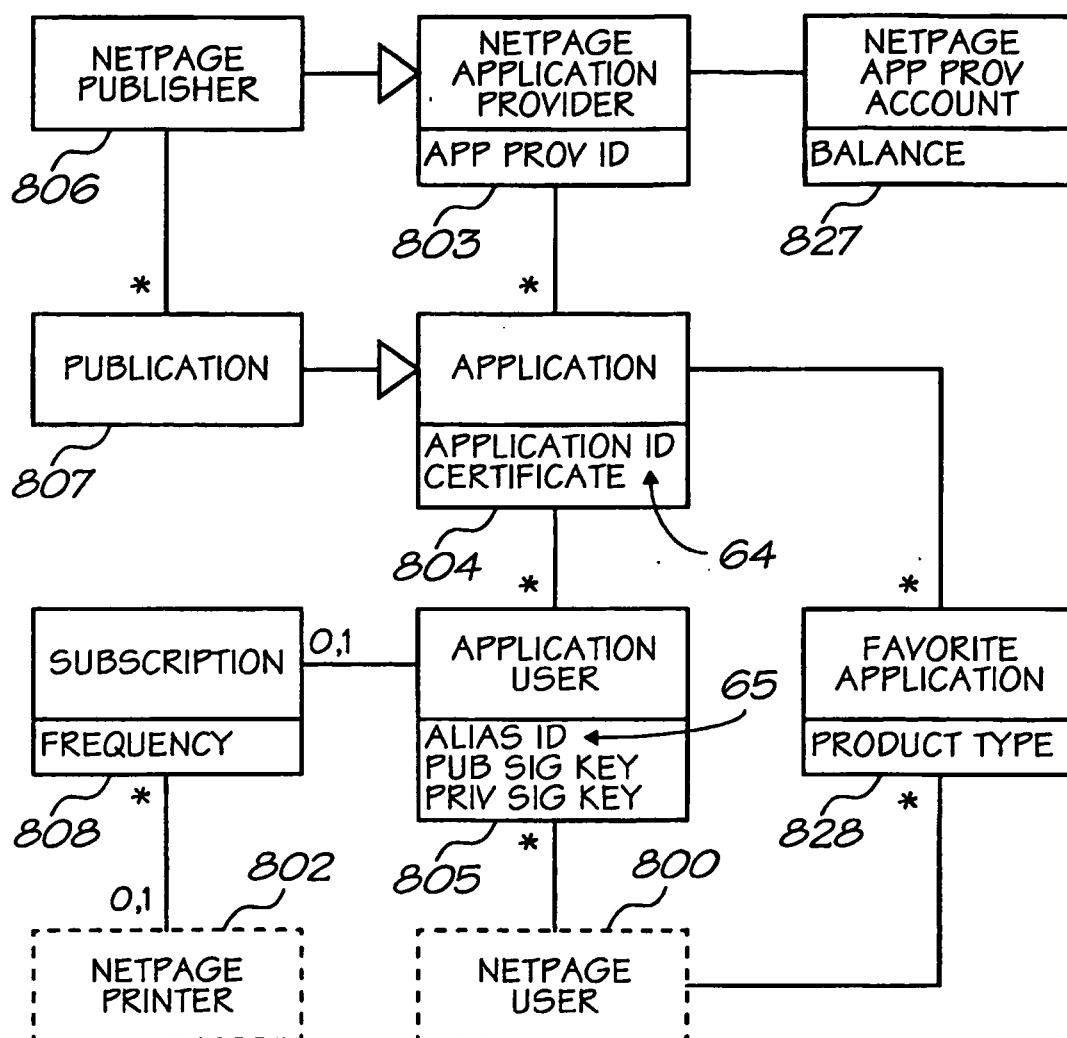 NETPAGE
PUBLISHER
NETPAGE
APPLICATION
PROVIDER
APP PROV ID
NETPAGE
APP PROV
ACCOUNT
BALANCE
806
803
827
*
*
PUBLICATION
APPLICATION
APPLICATION ID
CERTIFICATE
807
804
64
*
*
SUBSCRIPTION
FREQUENCY
0,1
APPLICATION
USER
ALIAS ID
PUB SIG KEY
PRIV SIG KEY
65
FAVORITE
APPLICATION
PRODUCT TYPE
808
*
805
*
828
*
802
800
0,1
NETPAGE
PRINTER
NETPAGE
USER